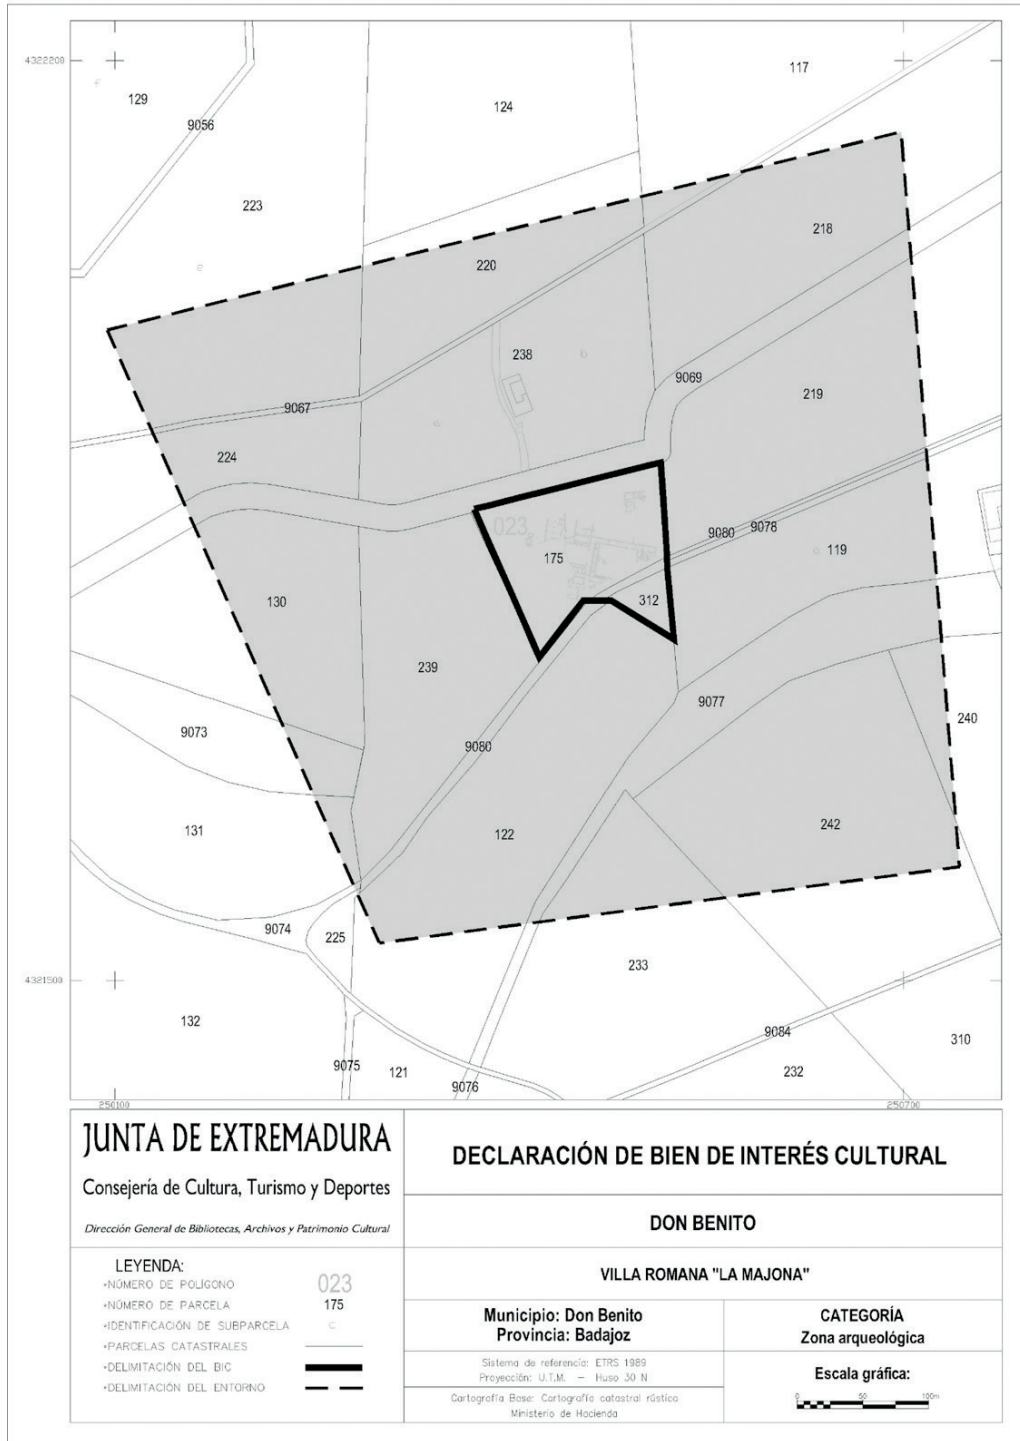 4322200
117
129
124
9056
223
218
220
238
9069
219
9067
224
023
9080
9078
175
119
130
312
239
9077
9073
240
9080
131
122
242
9074
225
233
4321500
132
9084
310
9075
121
232
9076
250100
250700
JUNTA DE EXTREMADURA
Consejería de Cultura, Turismo y Deportes
Dirección General de Bibliotecas, Archivos y Patrimonio Cultural
LEYENDA:
•NÚMERO DE POLÍGONO 023
•NÚMERO DE PARCELA 175
•IDENTIFICACIÓN DE SUBPARCELA c
•PARCELAS CATASTRALES
•DELIMITACIÓN DEL BIC
•DELIMITACIÓN DEL ENTORNO
DECLARACIÓN DE BIEN DE INTERÉS CULTURAL
DON BENITO
VILLA ROMANA "LA MAJONA"
Municipio: Don Benito
Provincia: Badajoz
Sistema de referencia: ETRS 1989
Proyección: U.T.M. — Huso 30 N
Cartografía Base: Cartografía catastral rústica
Ministerio de Hacienda
CATEGORÍA
Zona arqueológica
Escala gráfica:
0 50 100m